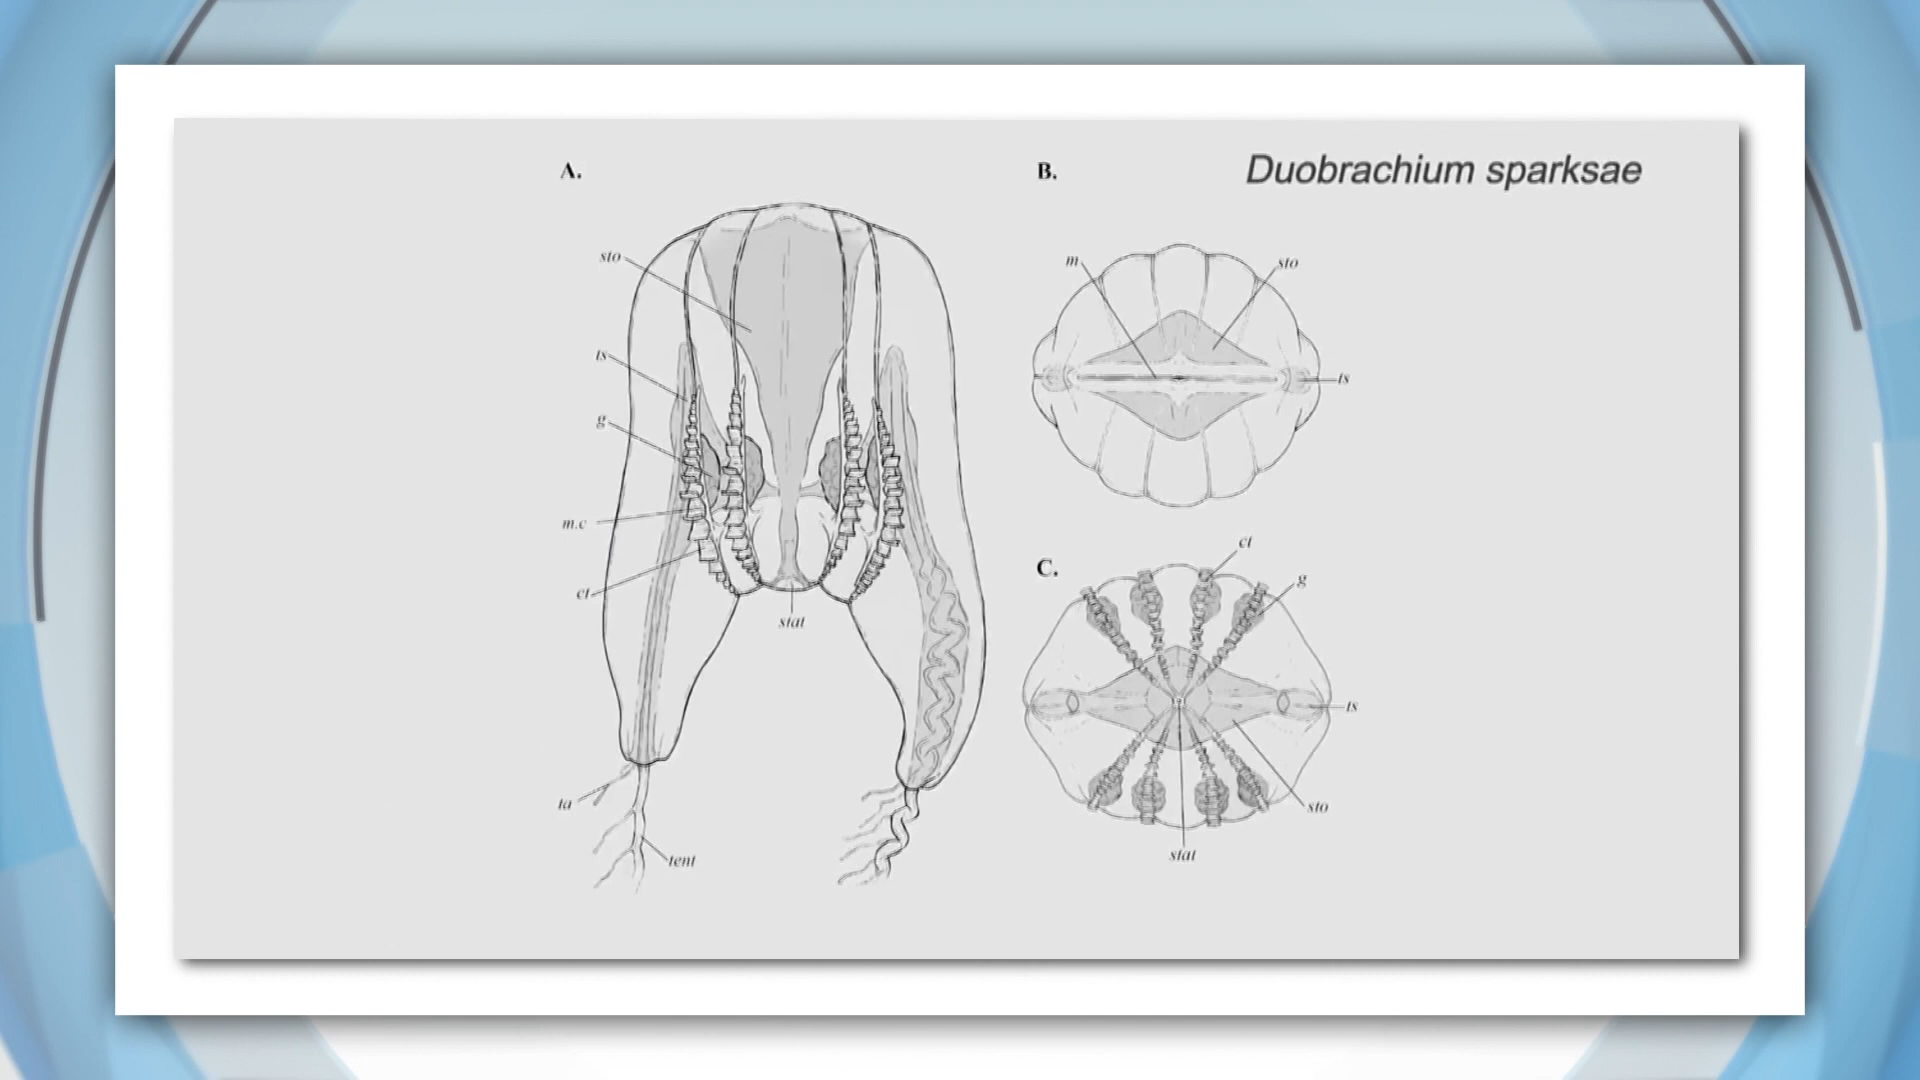 A.
B.
Duobrachium sparksae
sto
ts
g
m.c
ct
stat
ta
tent
m
sto
ts
C.
ct
g
ts
sto
stat